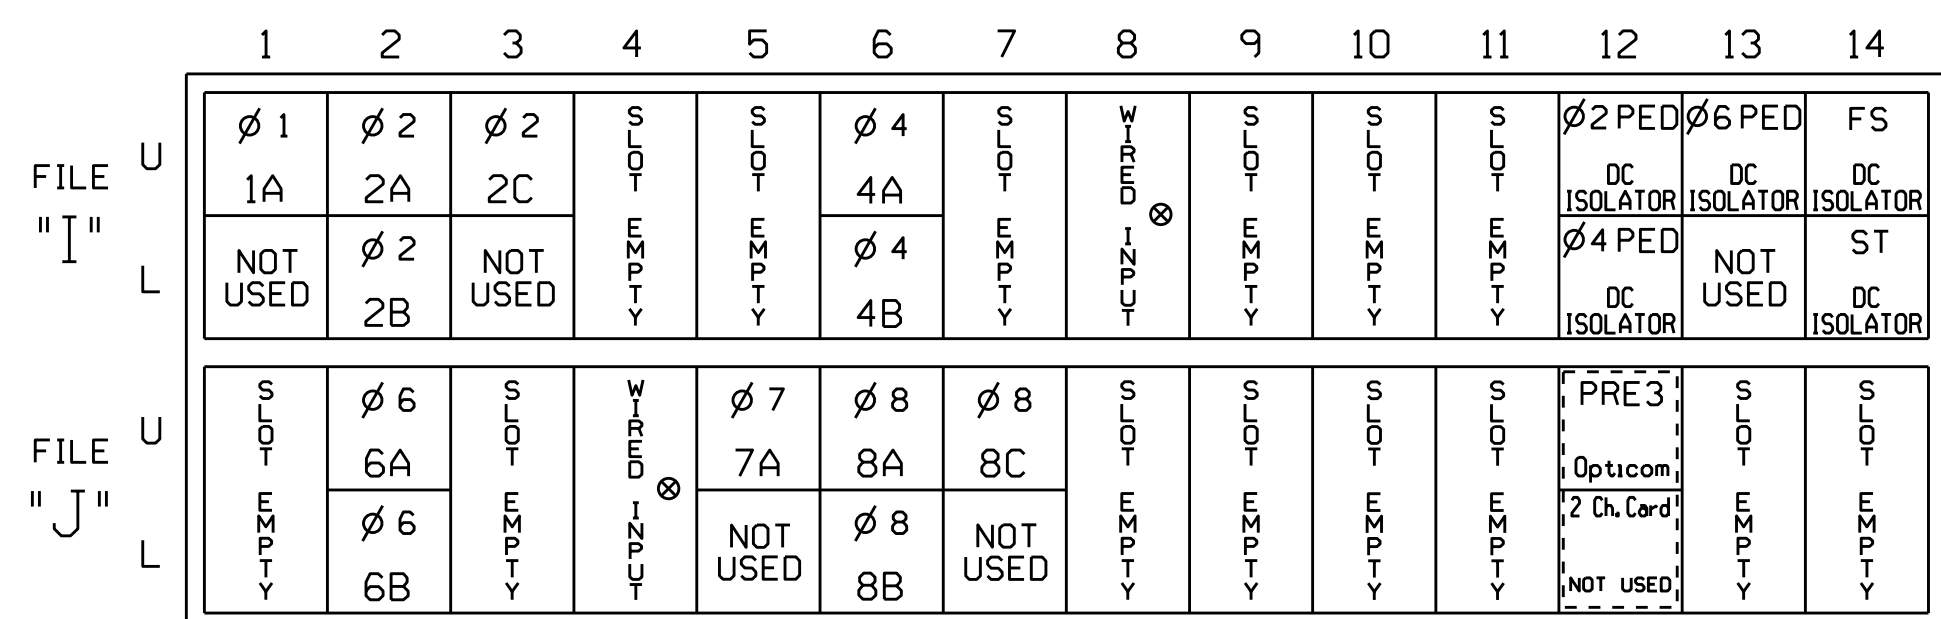 1 2 3 4 5 6 7 8 9 10 11 12 13 14
FILE
"I"
U
L
Ø 1
1A
NOT
USED
Ø 2
2A
Ø 2
2B
Ø 2
2C
NOT
USED
SLOT EMPTY
SLOT EMPTY
Ø 4
4A
Ø 4
4B
SLOT EMPTY
WIRED INPUT
SLOT EMPTY
SLOT EMPTY
SLOT EMPTY
Ø2 PED
DC
ISOLATOR
Ø4 PED
DC
ISOLATOR
Ø6 PED
DC
ISOLATOR
NOT
USED
FS
DC
ISOLATOR
ST
DC
ISOLATOR
FILE
"J"
U
L
SLOT EMPTY
Ø 6
6A
Ø 6
6B
SLOT EMPTY
WIRED INPUT
Ø 7
7A
NOT
USED
Ø 8
8A
Ø 8
8B
Ø 8
8C
NOT
USED
SLOT EMPTY
SLOT EMPTY
SLOT EMPTY
SLOT EMPTY
PRE3
Opticom
2 Ch. Card
NOT USED
SLOT EMPTY
SLOT EMPTY